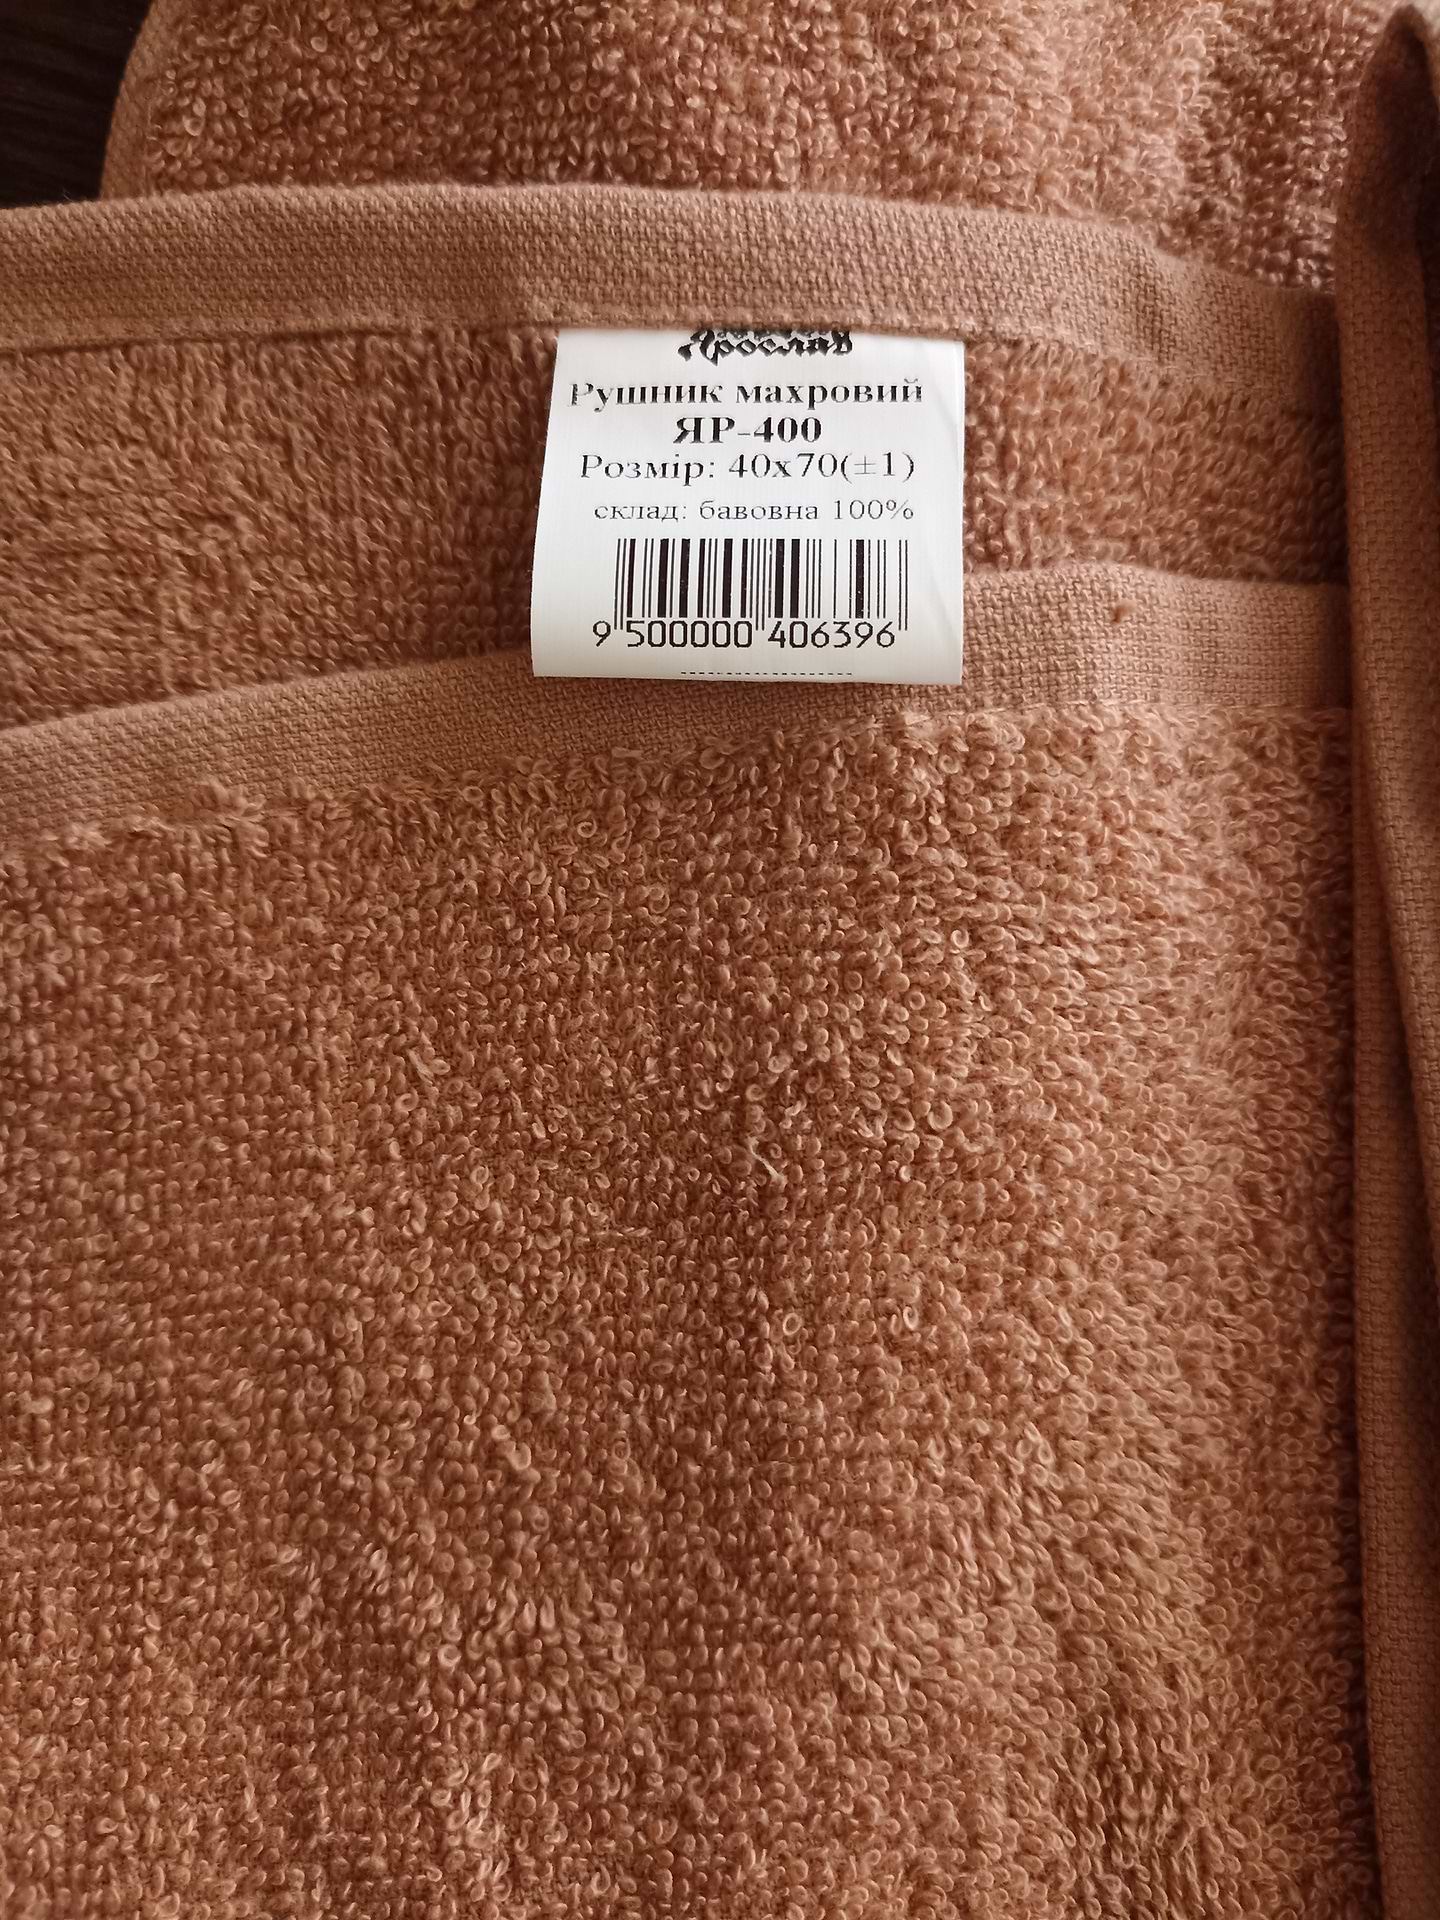 Ярослав
Рушник махровий
ЯР-400
Розмір: 40х70(±1)
склад: бавовна 100%
9 500000 406396